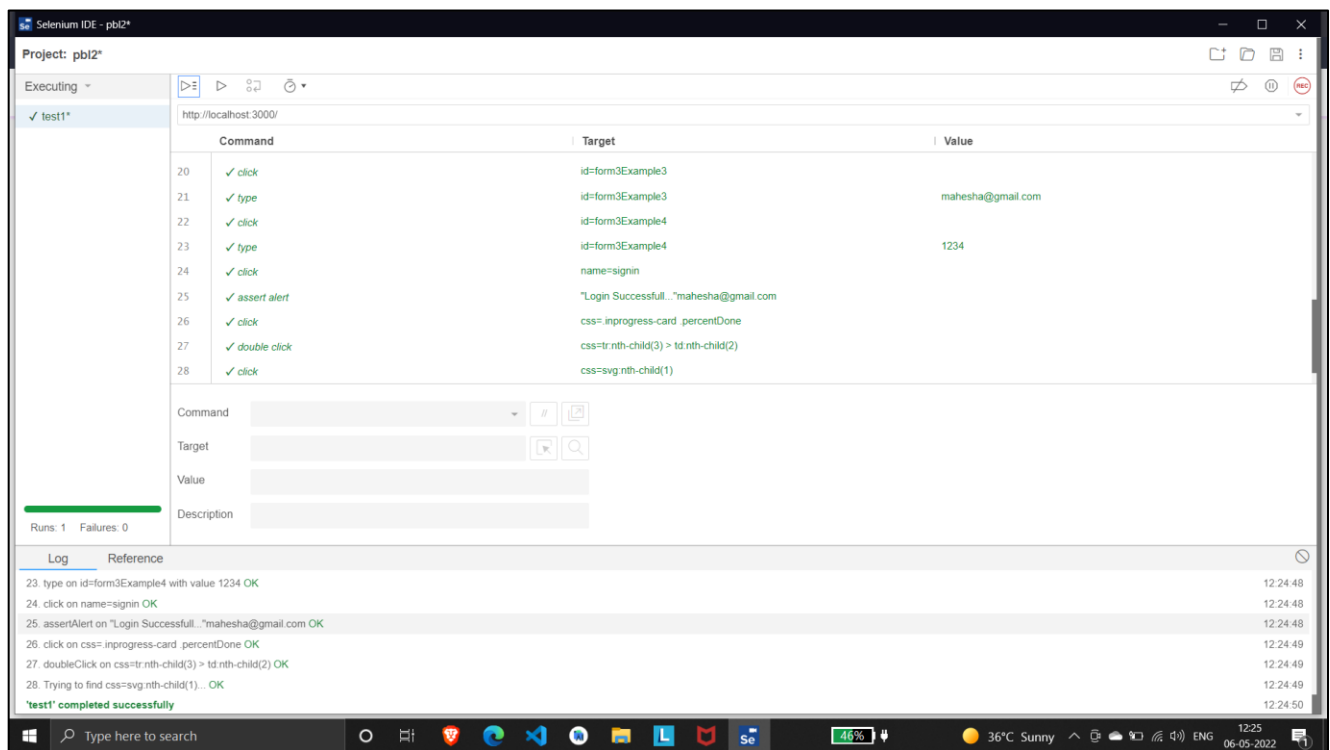 Selenium IDE - pbl2*
Project: pbl2*
Executing
✓ test1*
REC
http://localhost:3000/
Command Target Value
20 ✓ click id=form3Example3
21 ✓ type id=form3Example3 mahesha@gmail.com
22 ✓ click id=form3Example4
23 ✓ type id=form3Example4 1234
24 ✓ click name=signin
25 ✓ assert alert "Login Successfull..."mahesha@gmail.com
26 ✓ click css=.inprogress-card .percentDone
27 ✓ double click css=tr:nth-child(3) > td:nth-child(2)
28 ✓ click css=svg:nth-child(1)
Command //
Target
Value
Description
Runs: 1 Failures: 0
Log Reference
23. type on id=form3Example4 with value 1234 OK 12:24:48
24. click on name=signin OK 12:24:48
25. assertAlert on "Login Successfull..."mahesha@gmail.com OK 12:24:48
26. click on css=.inprogress-card .percentDone OK 12:24:49
27. doubleClick on css=tr:nth-child(3) > td:nth-child(2) OK 12:24:49
28. Trying to find css=svg:nth-child(1)... OK 12:24:49
'test1' completed successfully 12:24:50
Type here to search L Se 46% 36°C Sunny ENG 12:25
06-05-2022